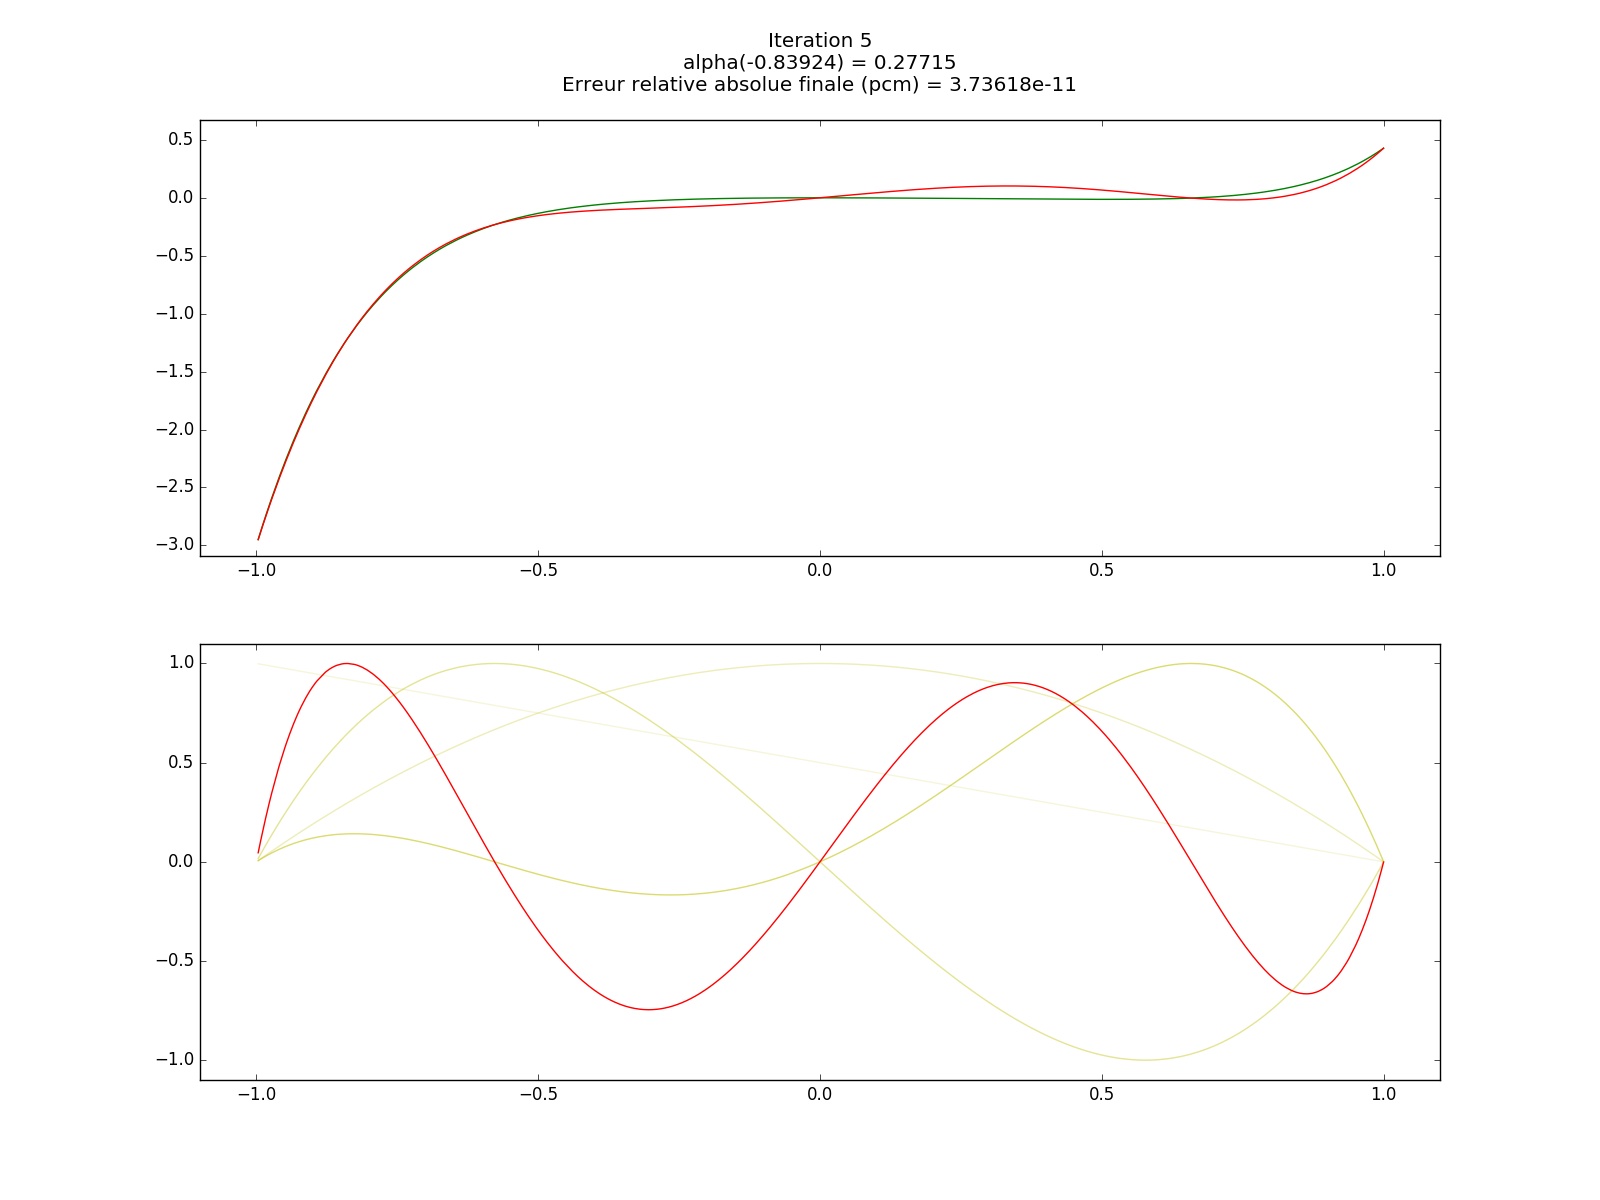 Iteration 5
alpha(-0.83924) = 0.27715
Erreur relative absolue finale (pcm) = 3.73618e-11
0.5
0.0
−0.5
−1.0
−1.5
−2.0
−2.5
−3.0
−1.0 −0.5 0.0 0.5 1.0
1.0
0.5
0.0
−0.5
−1.0
−1.0 −0.5 0.0 0.5 1.0